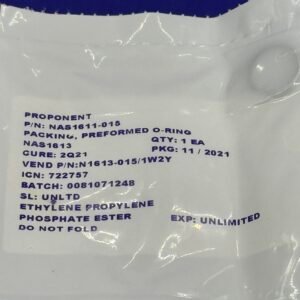 PROPONENT
P/N: NAS1611-015
PACKING, PREFORMED O-RING
NAS1613 QTY: 1 EA
CURE: 2Q21 PKG: 11 / 2021
VEND P/N:N1613-015/1W2Y
ICN: 722757
BATCH: 0081071248
SL: UNLTD
ETHYLENE PROPYLENE
PHOSPHATE ESTER EXP: UNLIMITED
DO NOT FOLD